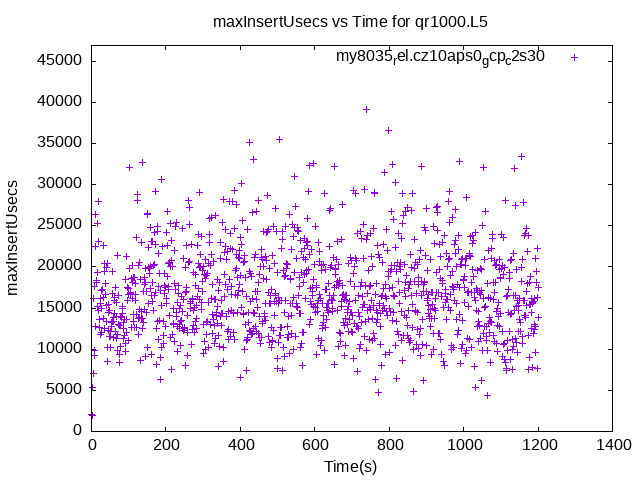 maxInsertUsecs vs Time for qr1000.L5
my8035rel.cz10aps0gcpc2s30
maxInsertUsecs
45000
40000
35000
30000
25000
20000
15000
10000
5000
0
0 200 400 600 800 1000 1200 1400
Time(s)